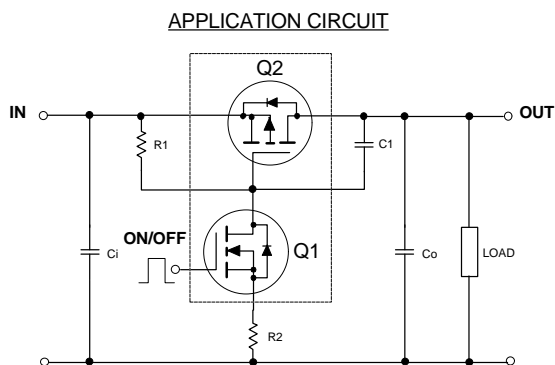 APPLICATION CIRCUIT
Q2
IN
OUT
R1
C1
ON/OFF
Q1
Ci
Co
LOAD
R2